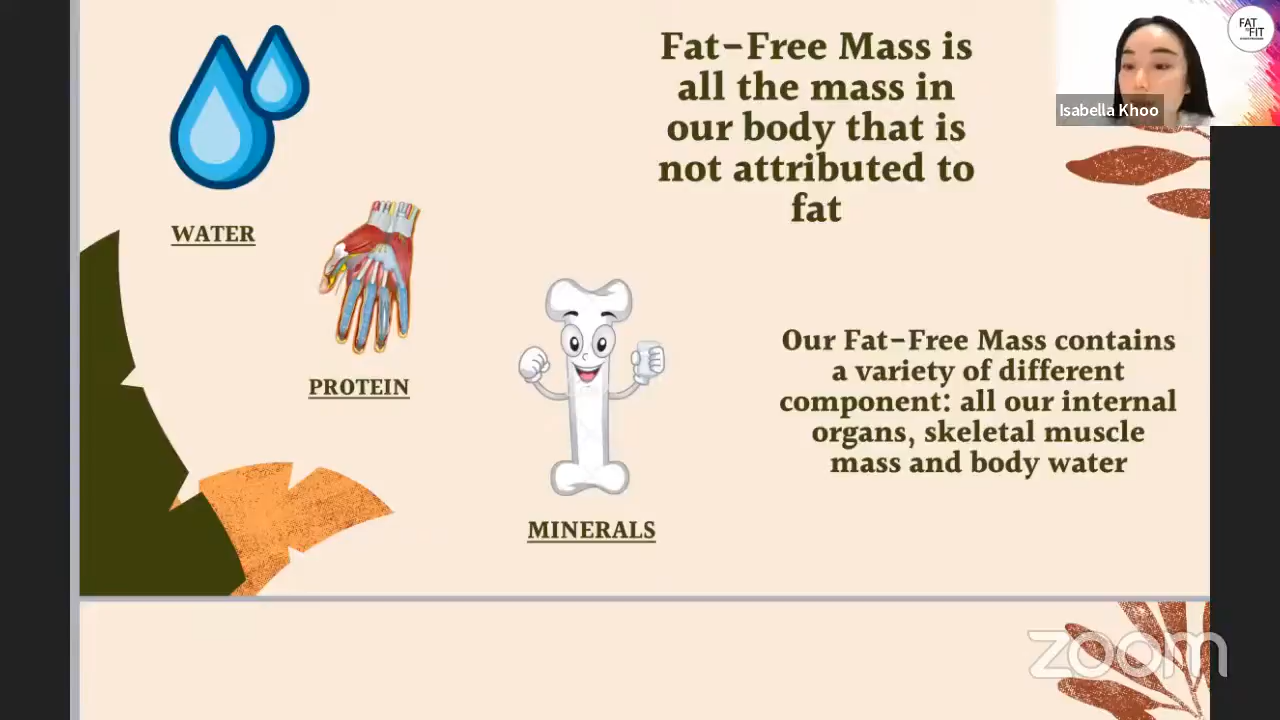 Fat-Free Mass is
all the mass in
our body that is
not attributed to
fat
FAT
FIT
Isabella Khoo
WATER
PROTEIN
MINERALS
Our Fat-Free Mass contains
a variety of different
component: all our internal
organs, skeletal muscle
mass and body water
zoom